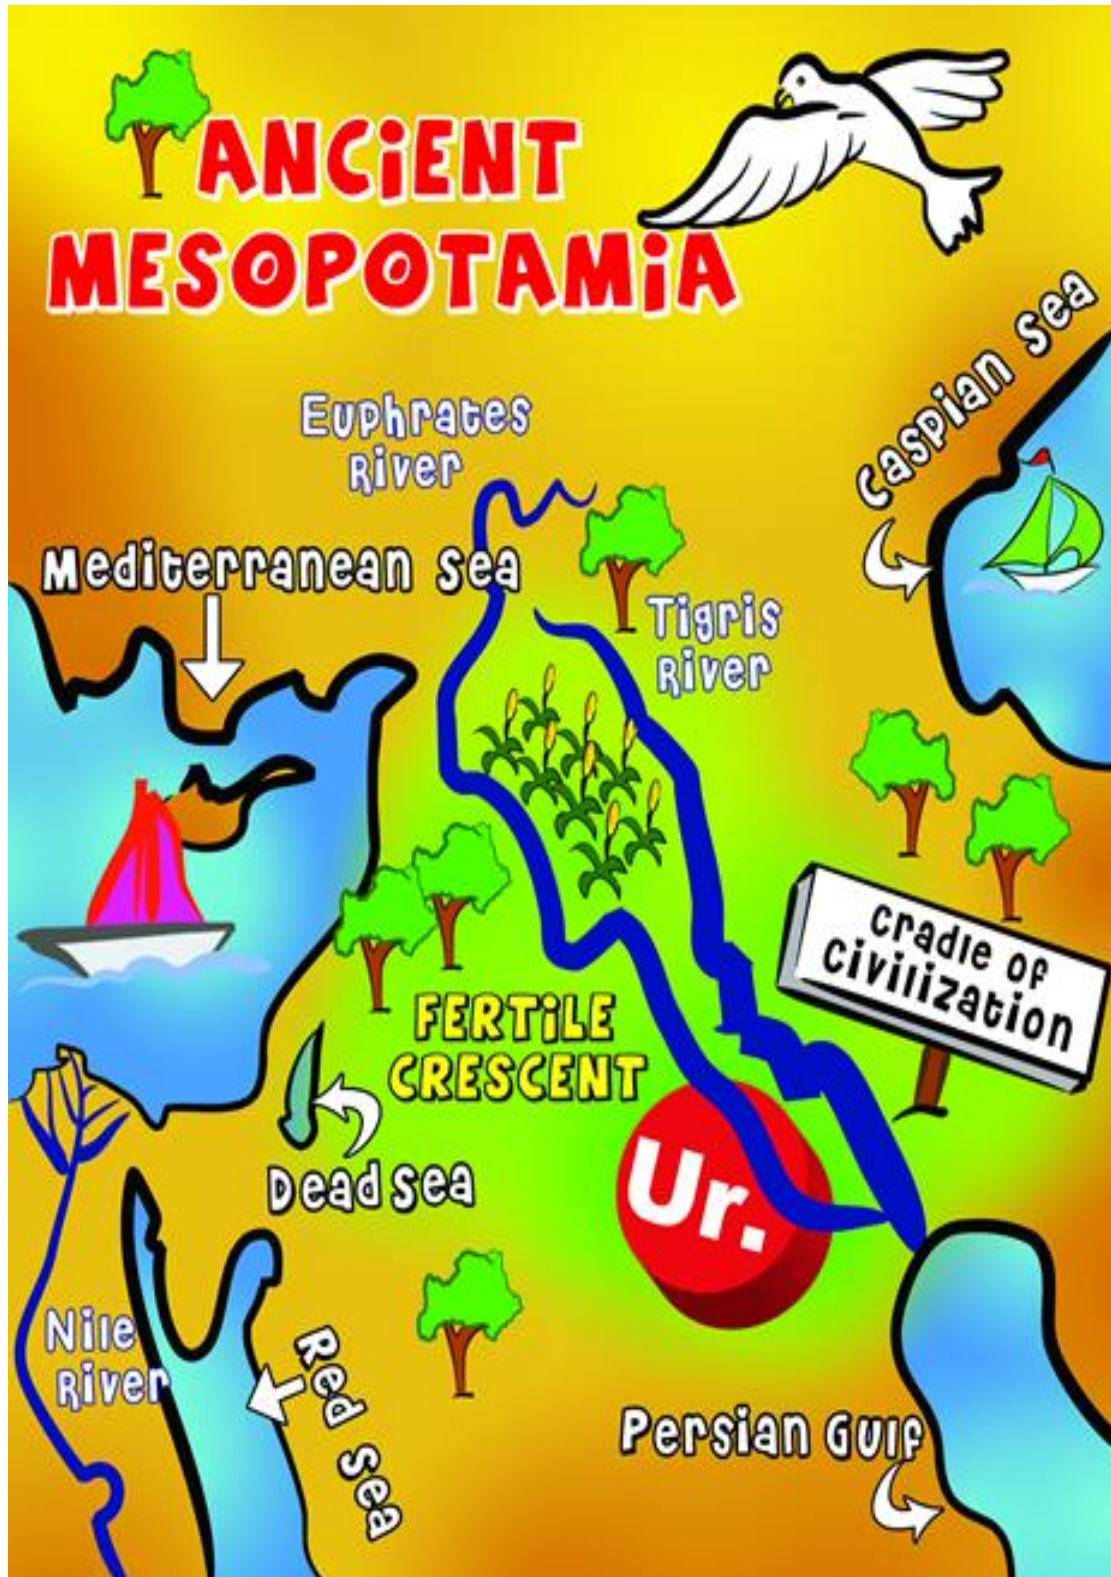 ANCiENT
MESOPOTAMiA
Caspian Sea
Euphrates
River
Mediterranean Sea
Tigris
River
Cradle of
Civilization
FERTiLE
CRESCENT
Ur.
Dead Sea
Nile
River
Red Sea
Persian Gulf